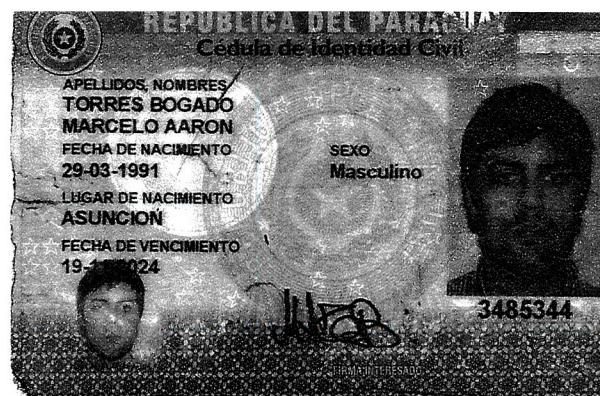 REPUBLICA DEL PARAGUAY
Cédula de Identidad Civil
APELLIDOS, NOMBRES
TORRES BOGADO
MARCELO AARON
FECHA DE NACIMIENTO
29-03-1991
SEXO
Masculino
LUGAR DE NACIMIENTO
ASUNCION
FECHA DE VENCIMIENTO
3485344
FIRMA INTERESADO